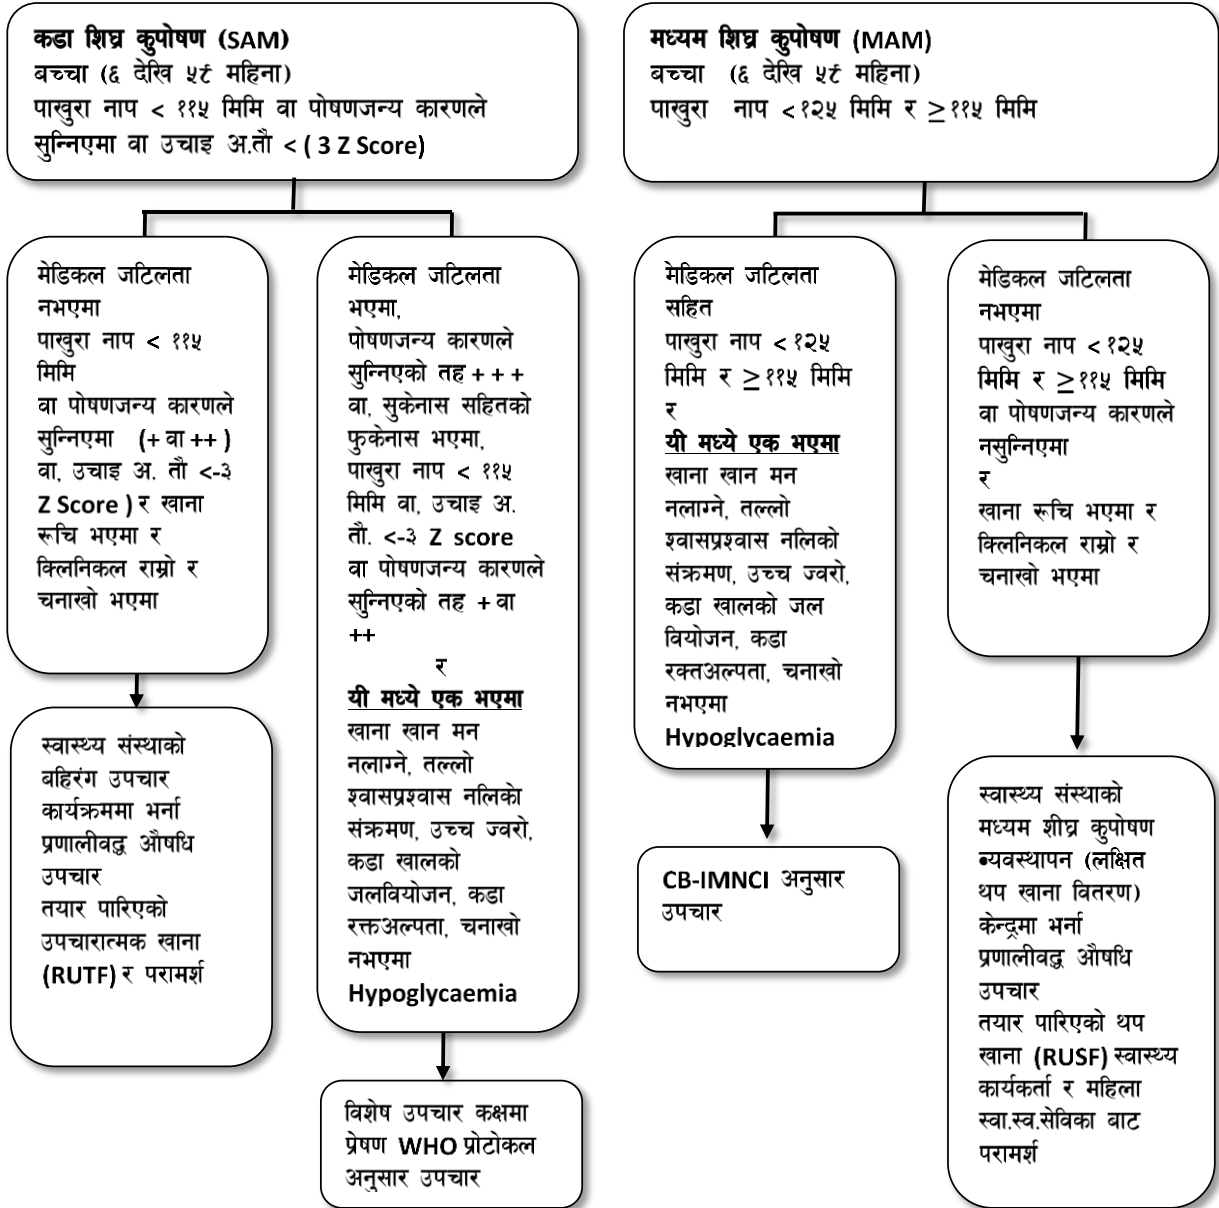 कडा शिघ्र कुपोषण (SAM)
बच्चा (६ देखि ५९ महिना)
पाखुरा नाप < ११५ मिमि वा पोषणजन्य कारणले
सुन्निएमा वा उचाइ अ.तौ < ( 3 Z Score)
मध्यम शिघ्र कुपोषण (MAM)
बच्चा (६ देखि ५९ महिना)
पाखुरा नाप <१२५ मिमि र ≥११५ मिमि
मेडिकल जटिलता
नभएमा
पाखुरा नाप < ११५
मिमि
वा पोषणजन्य कारणले
सुन्निएमा (+ वा ++ )
वा, उचाइ अ. तौ <-३
Z Score ) र खाना
रूचि भएमा र
क्लिनिकल राम्रो र
चनाखो भएमा
मेडिकल जटिलता
भएमा,
पोषणजन्य कारणले
सुन्निएको तह + + +
वा, सुकेनास सहितको
फुकेनास भएमा,
पाखुरा नाप < ११५
मिमि वा, उचाइ अ.
तौ. <-३ Z score
वा पोषणजन्य कारणले
सुन्निएको तह + वा
++
र
यी मध्ये एक भएमा
खाना खान मन
नलाग्ने, तल्लो
श्वासप्रश्वास नलिको
संक्रमण, उच्च ज्वरो,
कडा खालको
जलवियोजन, कडा
रक्तअल्पता, चनाखो
नभएमा
Hypoglycaemia
मेडिकल जटिलता
सहित
पाखुरा नाप <१२५
मिमि र ≥११५ मिमि
र
यी मध्ये एक भएमा
खाना खान मन
नलाग्ने, तल्लो
श्वासप्रश्वास नलिको
संक्रमण, उच्च ज्वरो,
कडा खालको जल
वियोजन, कडा
रक्तअल्पता, चनाखो
नभएमा
Hypoglycaemia
मेडिकल जटिलता
नभएमा
पाखुरा नाप <१२५
मिमि र ≥११५ मिमि
वा पोषणजन्य कारणले
नसुन्निएमा
र
खाना रूचि भएमा र
क्लिनिकल राम्रो र
चनाखो भएमा
स्वास्थ्य संस्थाको
बहिरंग उपचार
कार्यक्रममा भर्ना
प्रणालीवद्ध औषधि
उपचार
तयार पारिएको
उपचारात्मक खाना
(RUTF) र परामर्श
विशेष उपचार कक्षमा
प्रेषण WHO प्रोटोकल
अनुसार उपचार
CB-IMNCI अनुसार
उपचार
स्वास्थ्य संस्थाको
मध्यम शीघ्र कुपोषण
ब्यवस्थापन (लक्षित
थप खाना वितरण)
केन्द्रमा भर्ना
प्रणालीवद्ध औषधि
उपचार
तयार पारिएको थप
खाना (RUSF) स्वास्थ्य
कार्यकर्ता र महिला
स्वा.स्व.सेविका बाट
परामर्श